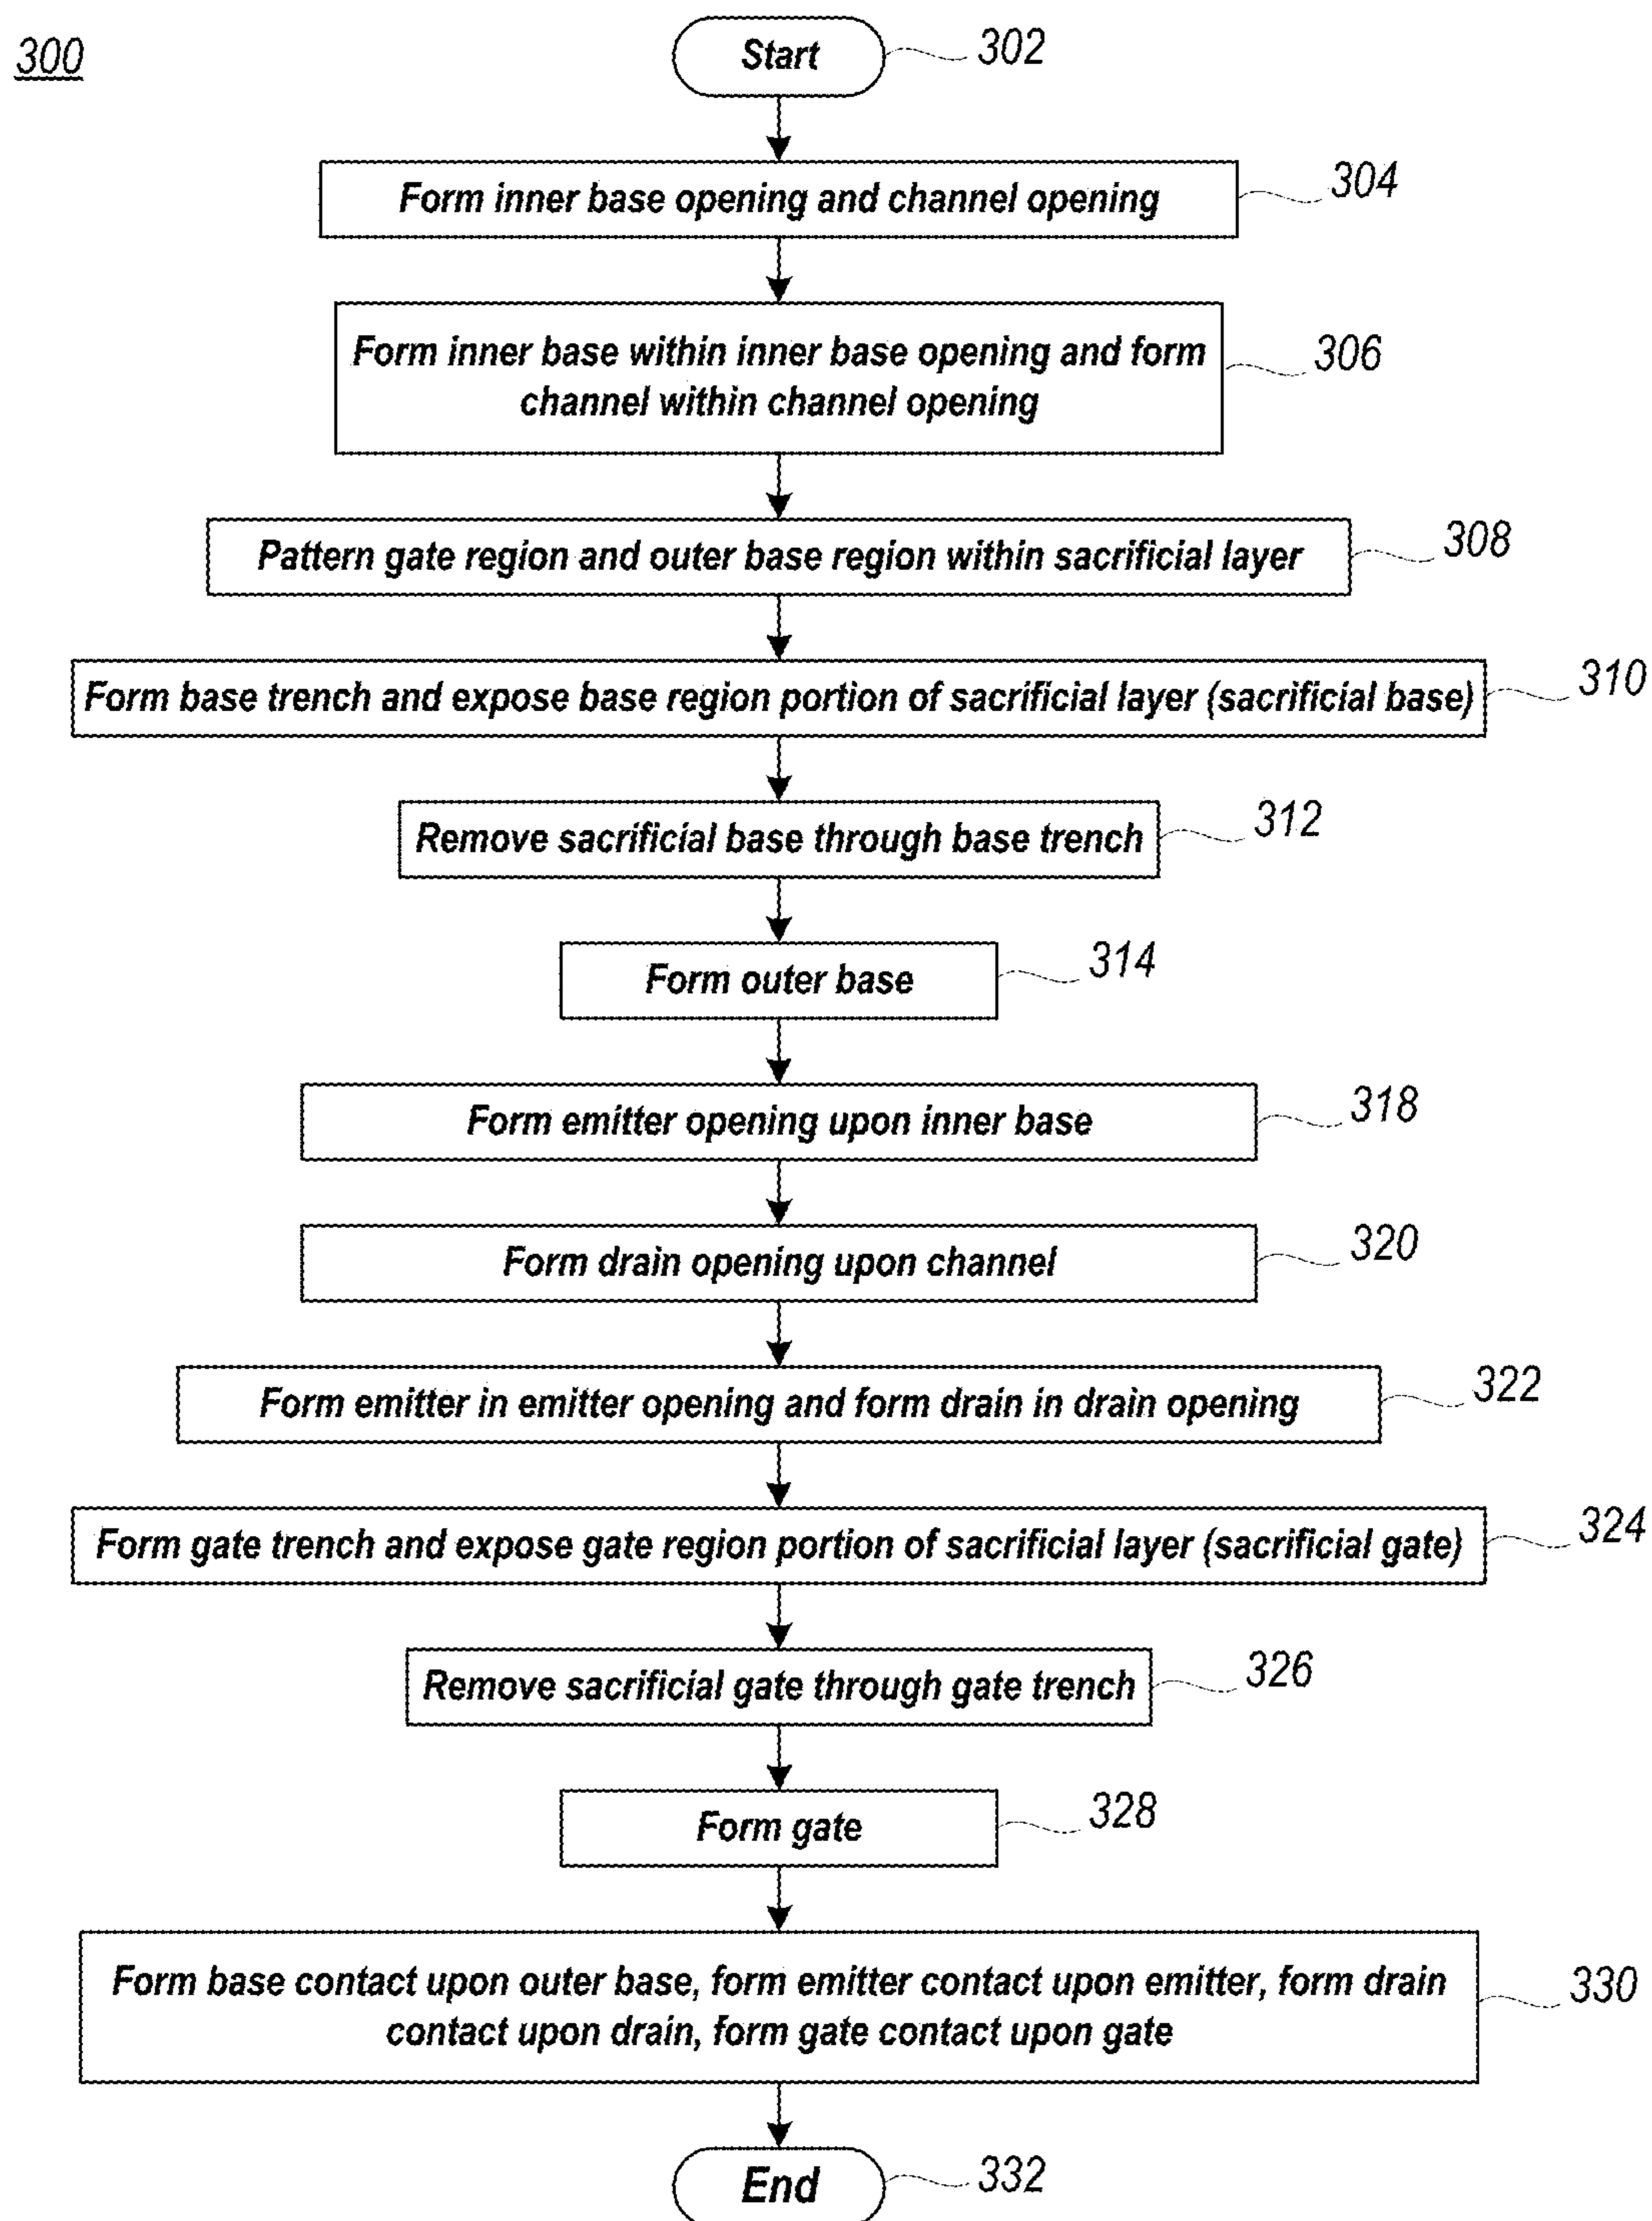 300
Start
302
Form inner base opening and channel opening
304
Form inner base within inner base opening and form
channel within channel opening
306
Pattern gate region and outer base region within sacrificial layer
308
Form base trench and expose base region portion of sacrificial layer (sacrificial base)
310
Remove sacrificial base through base trench
312
Form outer base
314
Form emitter opening upon inner base
318
Form drain opening upon channel
320
Form emitter in emitter opening and form drain in drain opening
322
Form gate trench and expose gate region portion of sacrificial layer (sacrificial gate)
324
Remove sacrificial gate through gate trench
326
Form gate
328
Form base contact upon outer base, form emitter contact upon emitter, form drain
contact upon drain, form gate contact upon gate
330
End
332